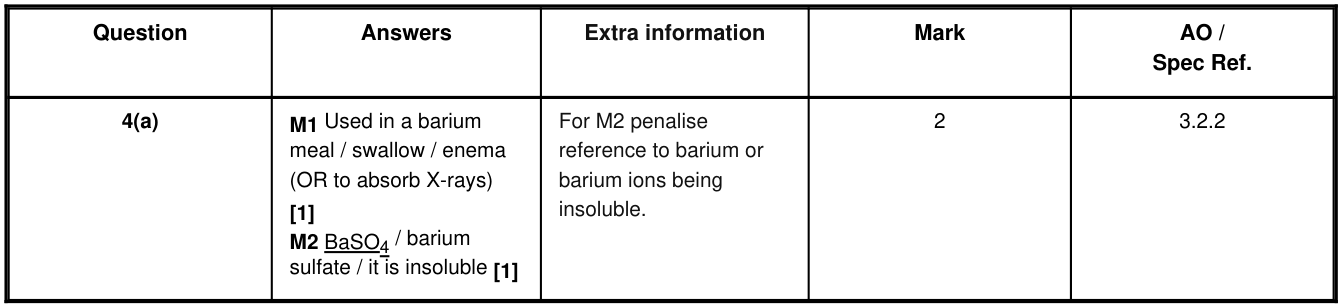 Question Answers Extra information Mark AO /
Spec Ref.
4(a)
M1 Used in a barium
meal / swallow / enema
(OR to absorb X-rays)
[1]
M2 BaSO4 / barium
sulfate / it is insoluble [1]
For M2 penalise
reference to barium or
barium ions being
insoluble.
2
3.2.2